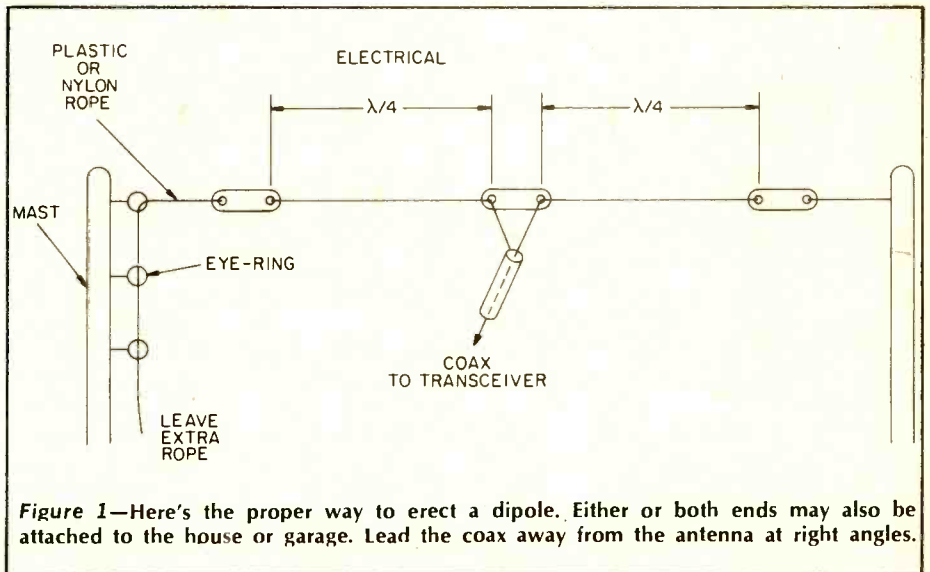 PLASTIC
OR
NYLON
ROPE
ELECTRICAL
λ/4
λ/4
MAST
EYE-RING
COAX
TO TRANSCEIVER
LEAVE
EXTRA
ROPE
Figure 1—Here's the proper way to erect a dipole. Either or both ends may also be
attached to the house or garage. Lead the coax away from the antenna at right angles.